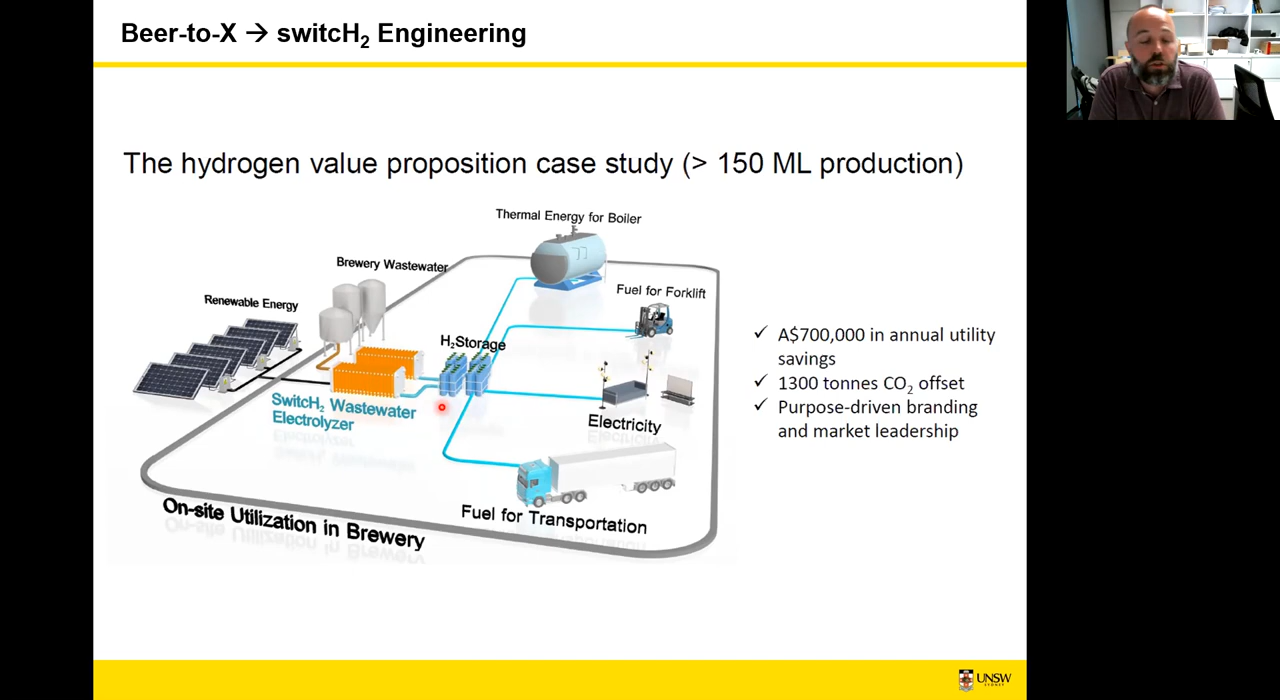 Beer-to-X → switcH₂ Engineering
The hydrogen value proposition case study (> 150 ML production)
Thermal Energy for Boiler
Brewery Wastewater
Fuel for Forklift
Renewable Energy
H₂Storage
SwitcH₂ Wastewater
Electrolyzer
Electricity
Fuel for Transportation
On-site Utilization in Brewery
✓ A$700,000 in annual utility
savings
✓ 1300 tonnes CO₂ offset
✓ Purpose-driven branding
and market leadership
UNSW
SYDNEY